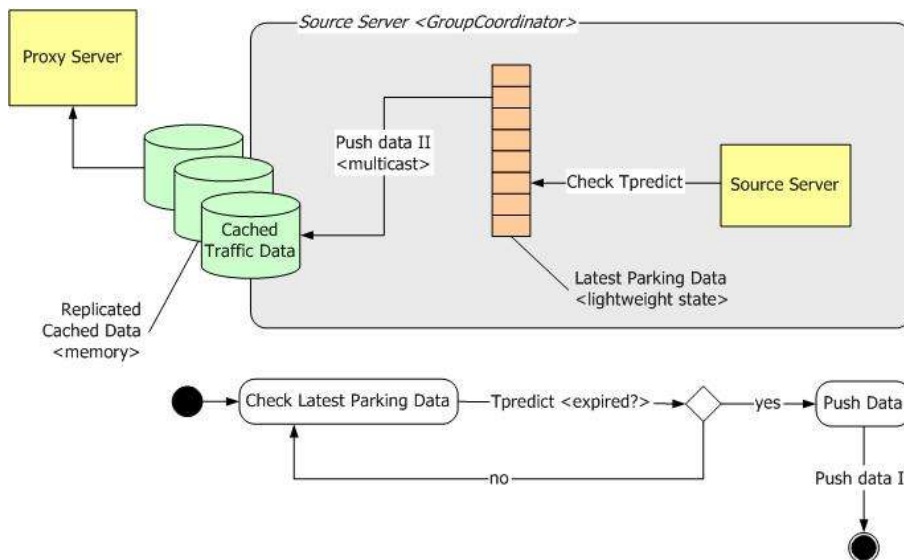 Source Server <GroupCoordinator>
Proxy Server
Push data II
<multicast>
Check Tpredict
Source Server
Cached
Traffic Data
Latest Parking Data
<lightweight state>
Replicated
Cached Data
<memory>
Check Latest Parking Data
Tpredict <expired?>
yes
Push Data
no
Push data I